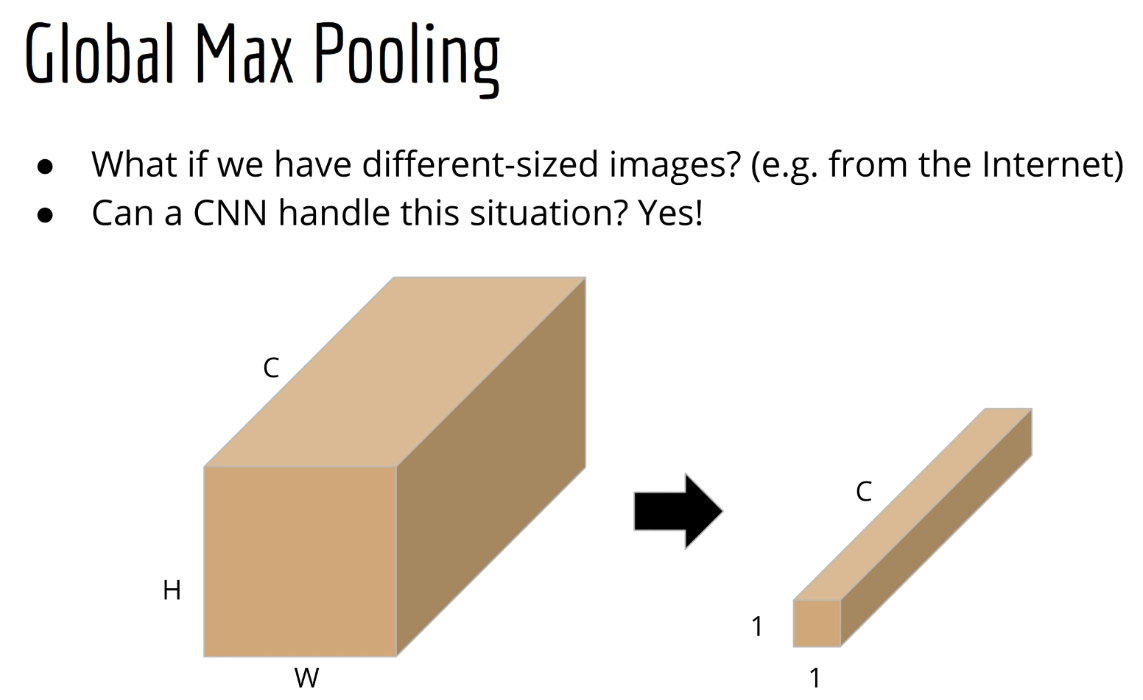 Global Max Pooling
● What if we have different-sized images? (e.g. from the Internet)
● Can a CNN handle this situation? Yes!
C
C
H
1
W
1